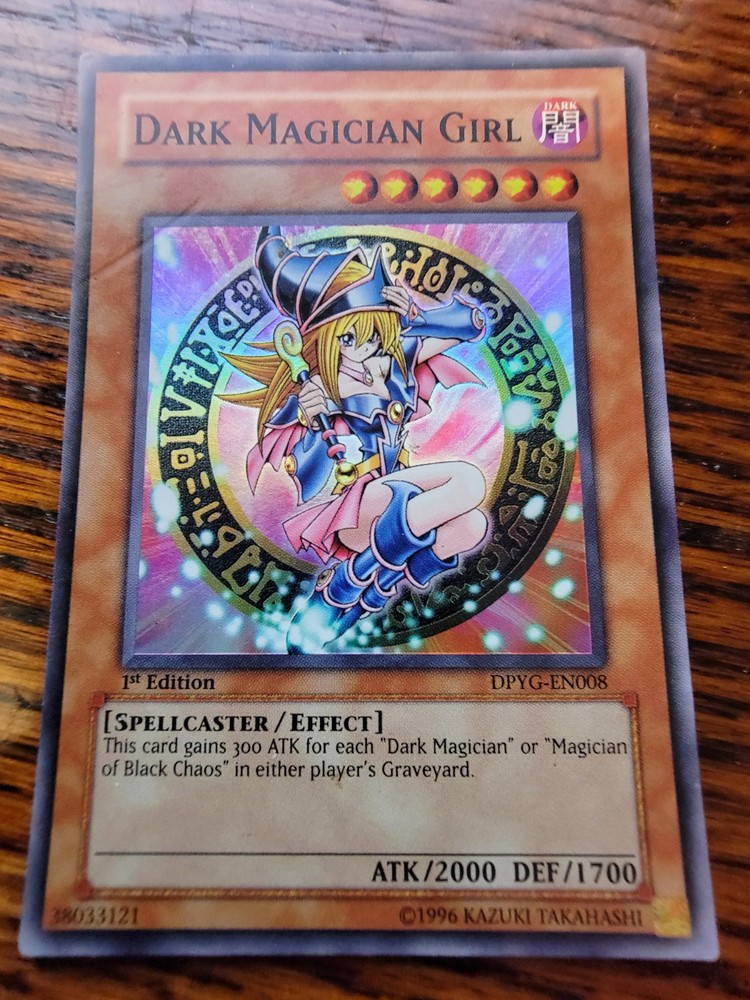 DARK MAGICIAN GIRL
DARK
闇
1st Edition
DPYG-EN008
[SPELLCASTER / EFFECT]
This card gains 300 ATK for each "Dark Magician" or "Magician
of Black Chaos" in either player's Graveyard.
ATK/2000 DEF/1700
38033121
©1996 KAZUKI TAKAHASHI